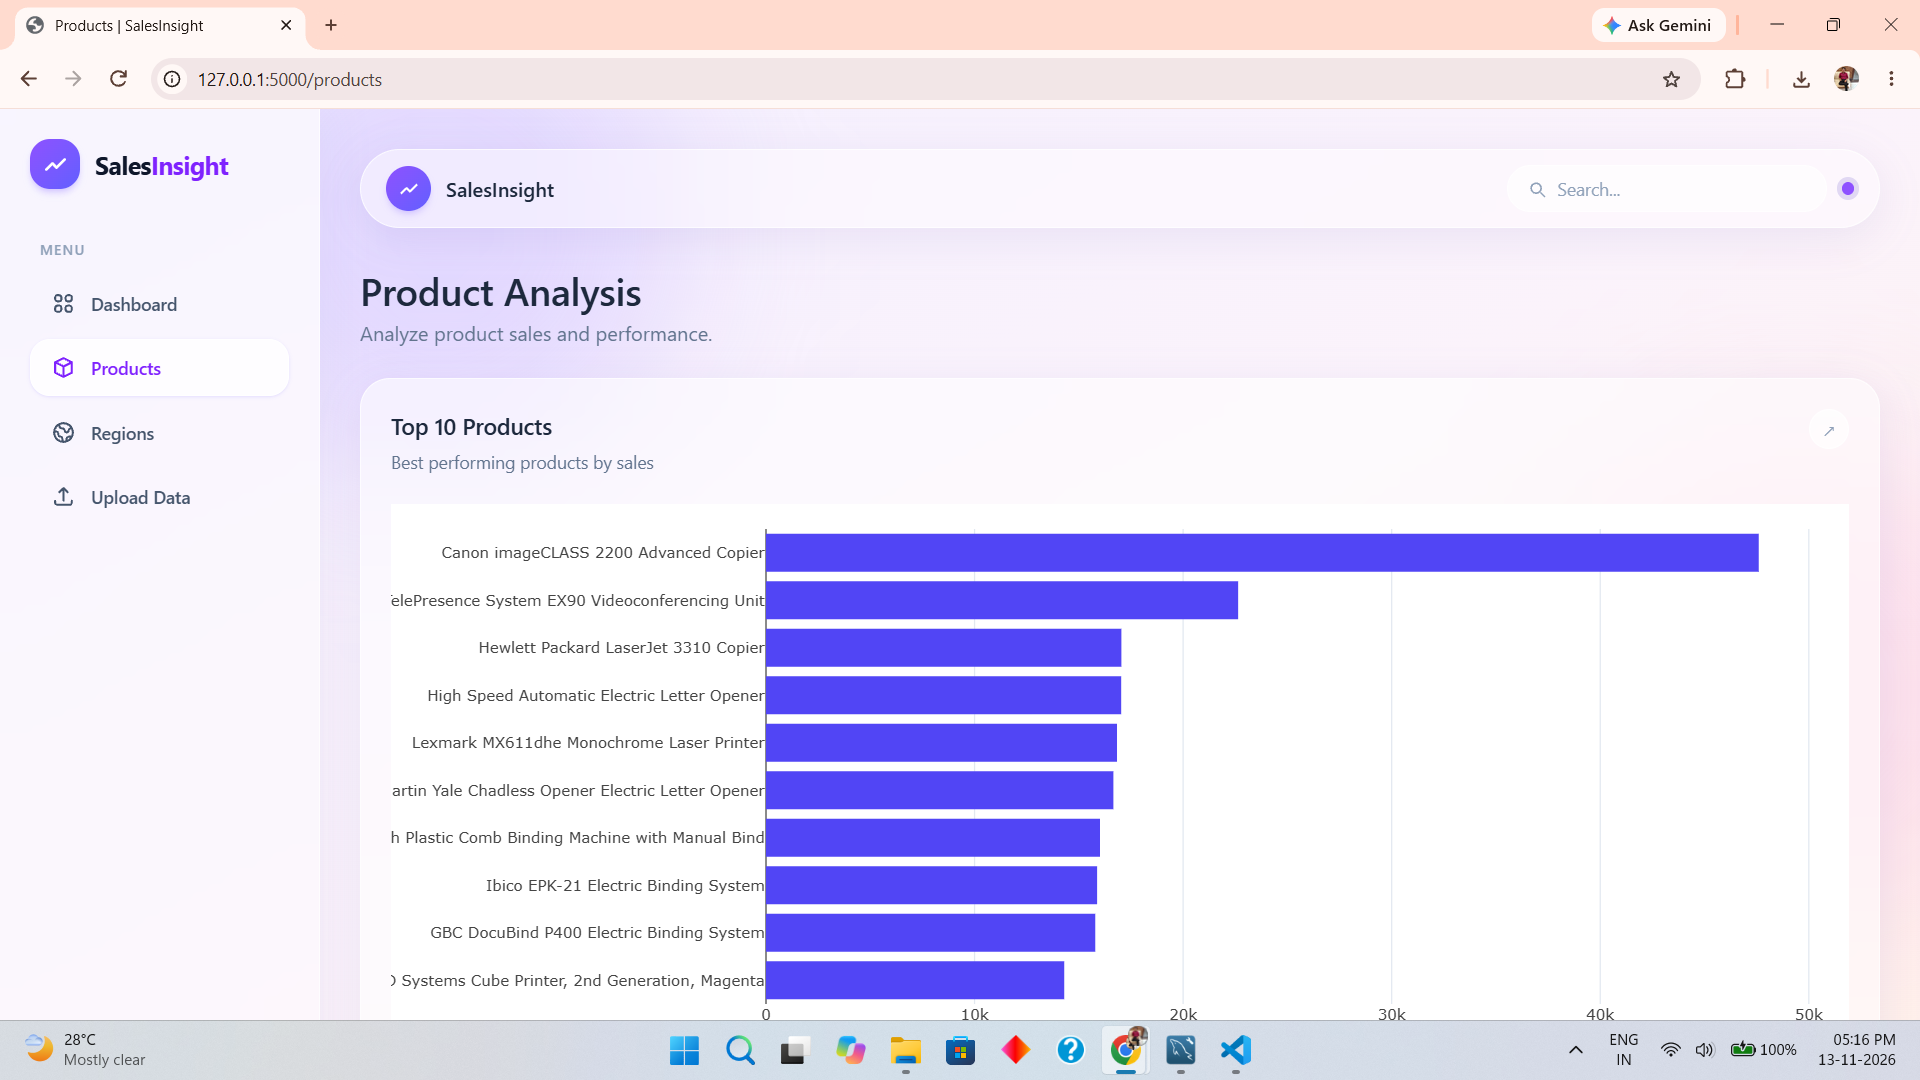 Products | SalesInsight
Ask Gemini
127.0.0.1:5000/products
SalesInsight
MENU
Dashboard
Products
Regions
Upload Data
SalesInsight
Search...
Product Analysis
Analyze product sales and performance.
Top 10 Products
Best performing products by sales
Canon imageCLASS 2200 Advanced Copier
elePresence System EX90 Videoconferencing Unit
Hewlett Packard LaserJet 3310 Copier
High Speed Automatic Electric Letter Opener
Lexmark MX611dhe Monochrome Laser Printer
artin Yale Chadless Opener Electric Letter Opener
h Plastic Comb Binding Machine with Manual Bind
Ibico EPK-21 Electric Binding System
GBC DocuBind P400 Electric Binding System
Systems Cube Printer, 2nd Generation, Magenta
0 10k 20k 30k 40k 50k
28°C
Mostly clear
ENG
IN
100%
05:16 PM
13-11-2026